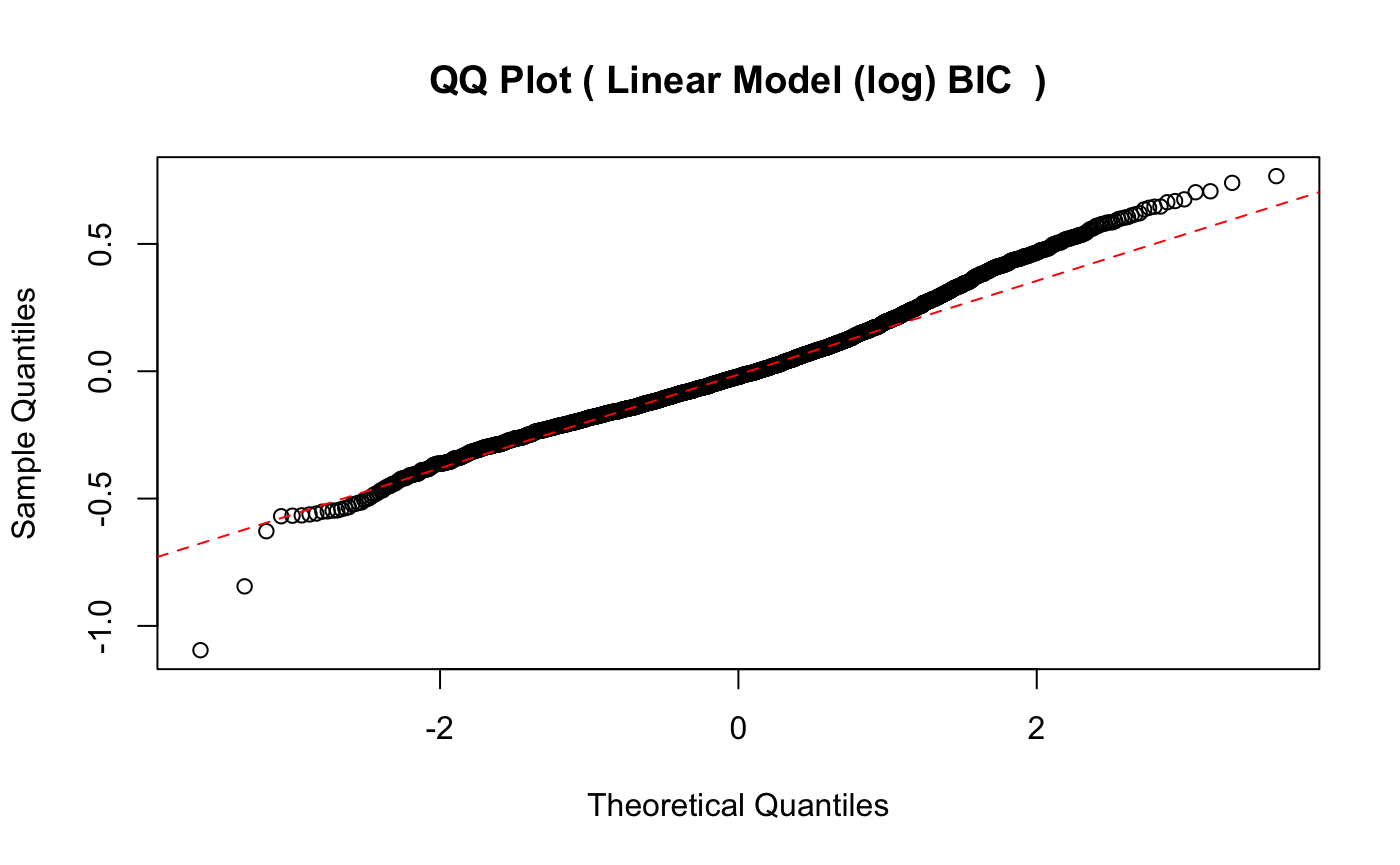 QQ Plot ( Linear Model (log) BIC  )
Sample Quantiles
0.5
0.0
-0.5
-1.0
-2
0
2
Theoretical Quantiles